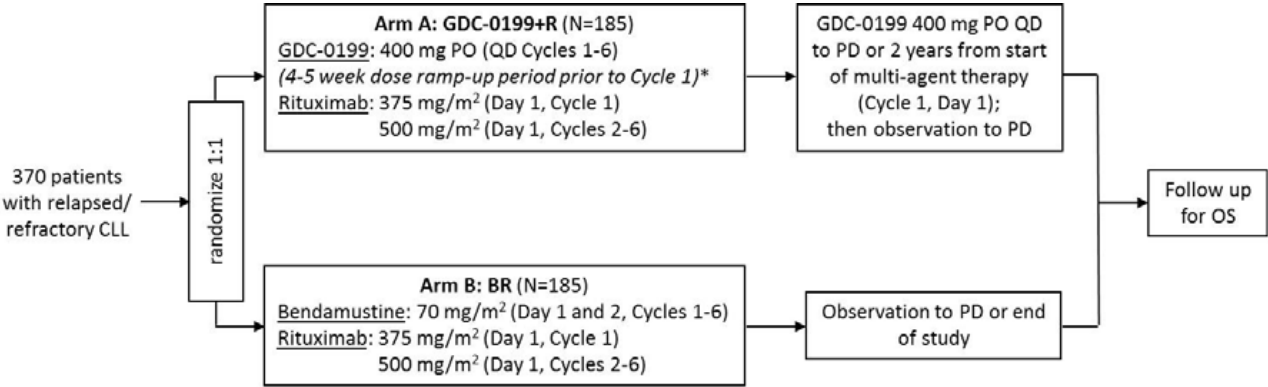 370 patients
with relapsed/
refractory CLL
randomize 1:1
Arm A: GDC-0199+R (N=185)
GDC-0199: 400 mg PO (QD Cycles 1-6)
(4-5 week dose ramp-up period prior to Cycle 1)*
Rituximab: 375 mg/m² (Day 1, Cycle 1)
500 mg/m² (Day 1, Cycles 2-6)
GDC-0199 400 mg PO QD
to PD or 2 years from start
of multi-agent therapy
(Cycle 1, Day 1);
then observation to PD
Arm B: BR (N=185)
Bendamustine: 70 mg/m² (Day 1 and 2, Cycles 1-6)
Rituximab: 375 mg/m² (Day 1, Cycle 1)
500 mg/m² (Day 1, Cycles 2-6)
Observation to PD or end
of study
Follow up
for OS